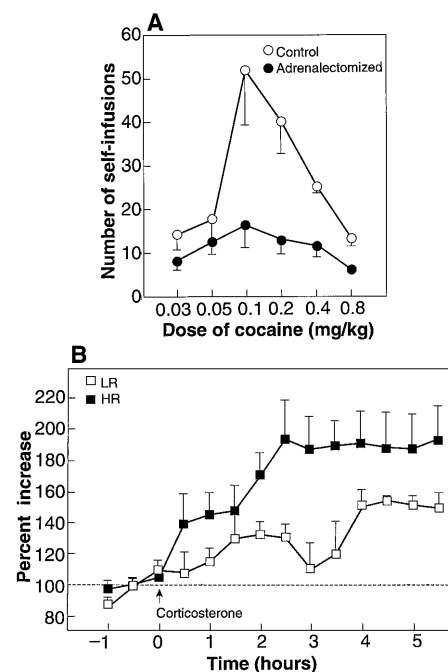 A
60
50
40
30
20
10
0
Number of self-infusions
Control
Adrenalectomized
0.03 0.05 0.1 0.2 0.4 0.8
Dose of cocaine (mg/kg)
B
LR
HR
220
200
180
160
140
120
100
80
Percent increase
Corticosterone
−1 0 1 2 3 4 5
Time (hours)